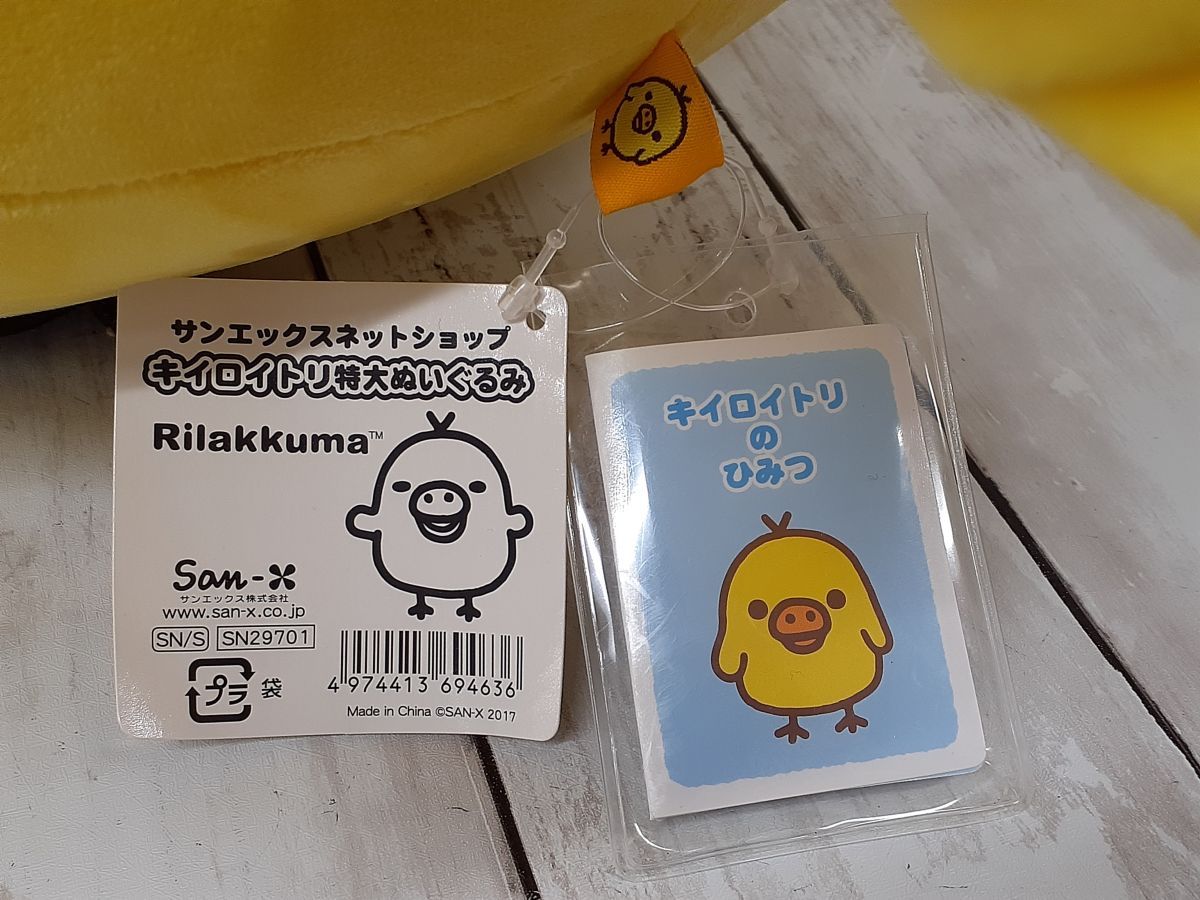 サンエックスネットショップ
キイロイトリ特大ぬいぐるみ
Rilakkuma™
San-X
サンエックス株式会社
www.san-x.co.jp
SN/S SN29701
プラ 袋
4 974413 694636
Made in China ©SAN-X 2017
キイロイトリ
の
ひみつ